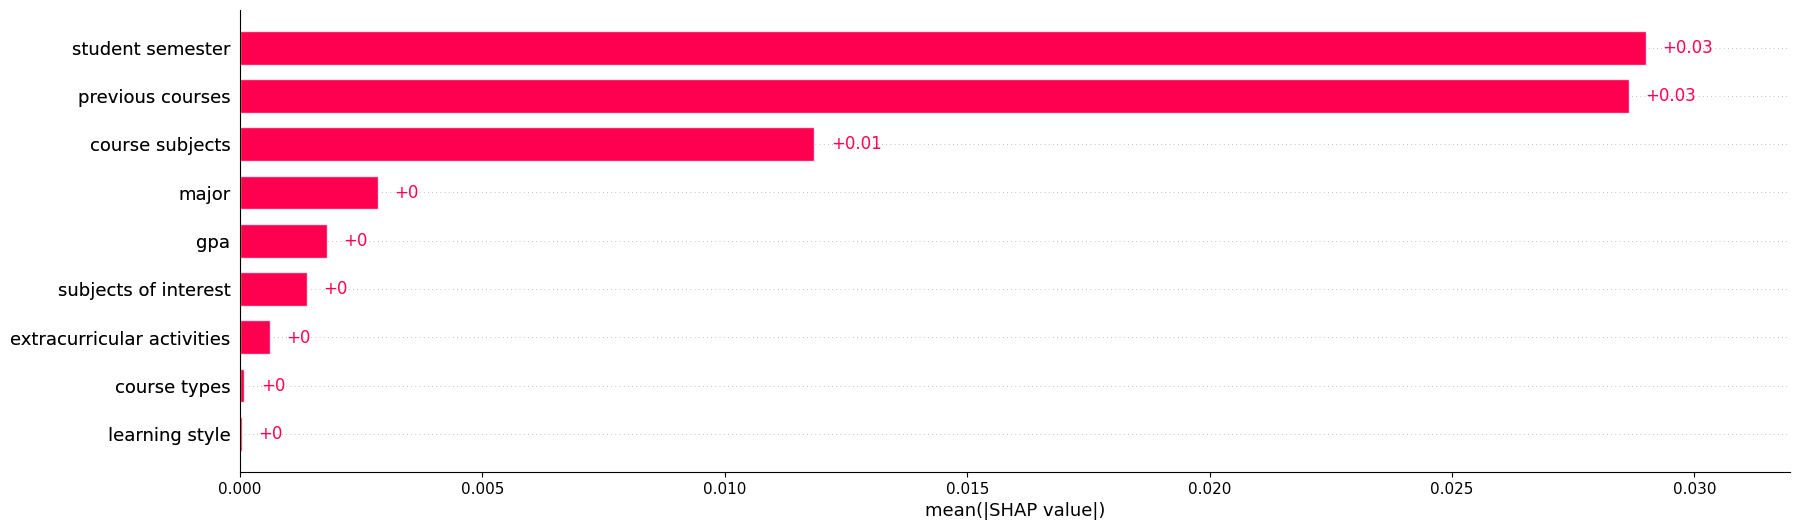 student semester +0.03
previous courses +0.03
course subjects +0.01
major +0
gpa +0
subjects of interest +0
extracurricular activities +0
course types +0
learning style +0
0.000 0.005 0.010 0.015 0.020 0.025 0.030
mean(|SHAP value|)